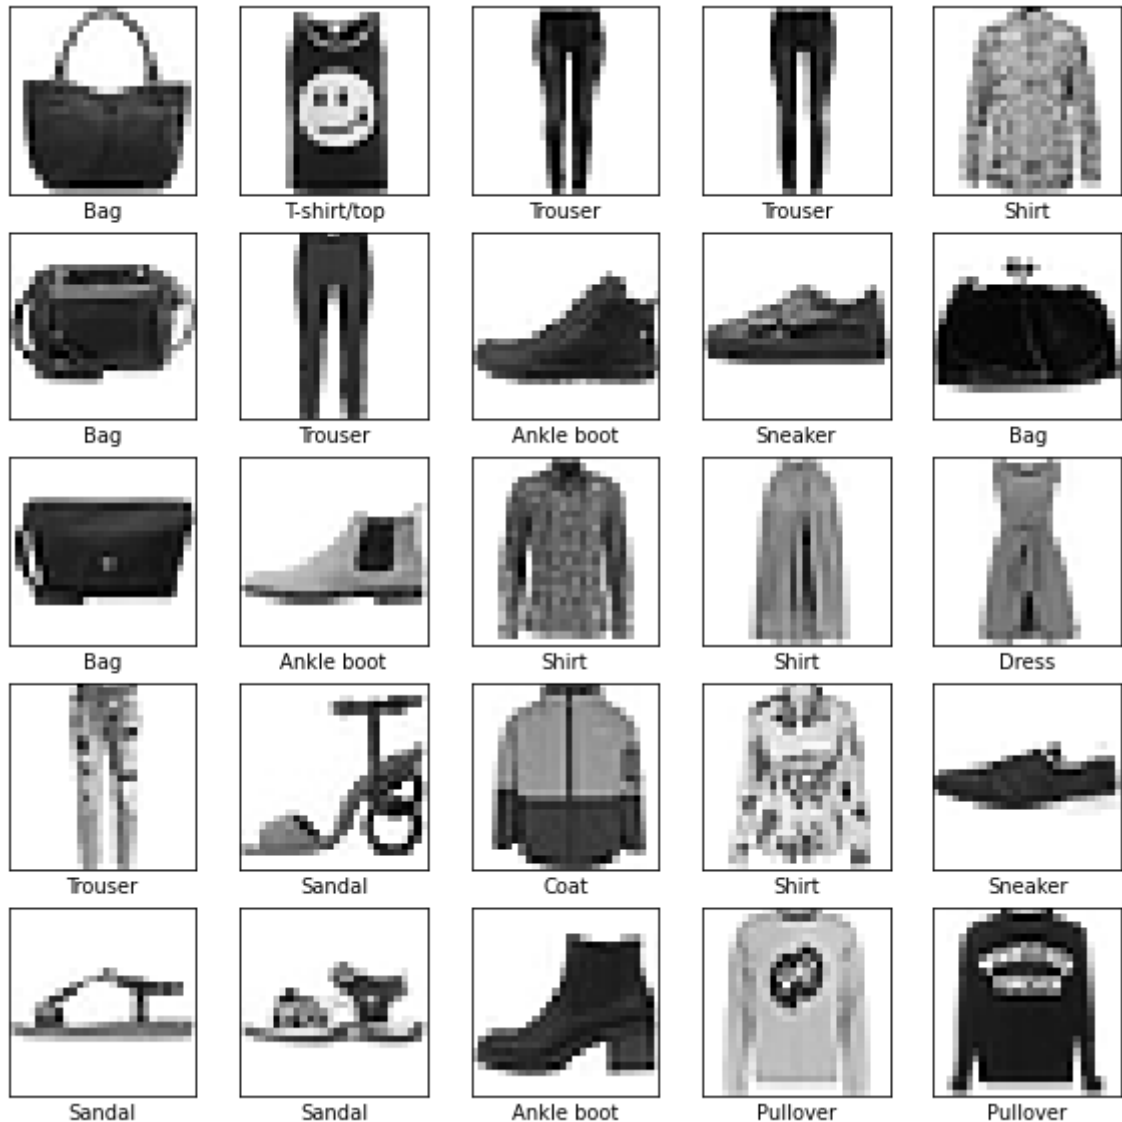 Bag
T-shirt/top
Trouser
Trouser
Shirt
Bag
Trouser
Ankle boot
Sneaker
Bag
Bag
Ankle boot
Shirt
Shirt
Dress
Trouser
Sandal
Coat
Shirt
Sneaker
Sandal
Sandal
Ankle boot
Pullover
Pullover